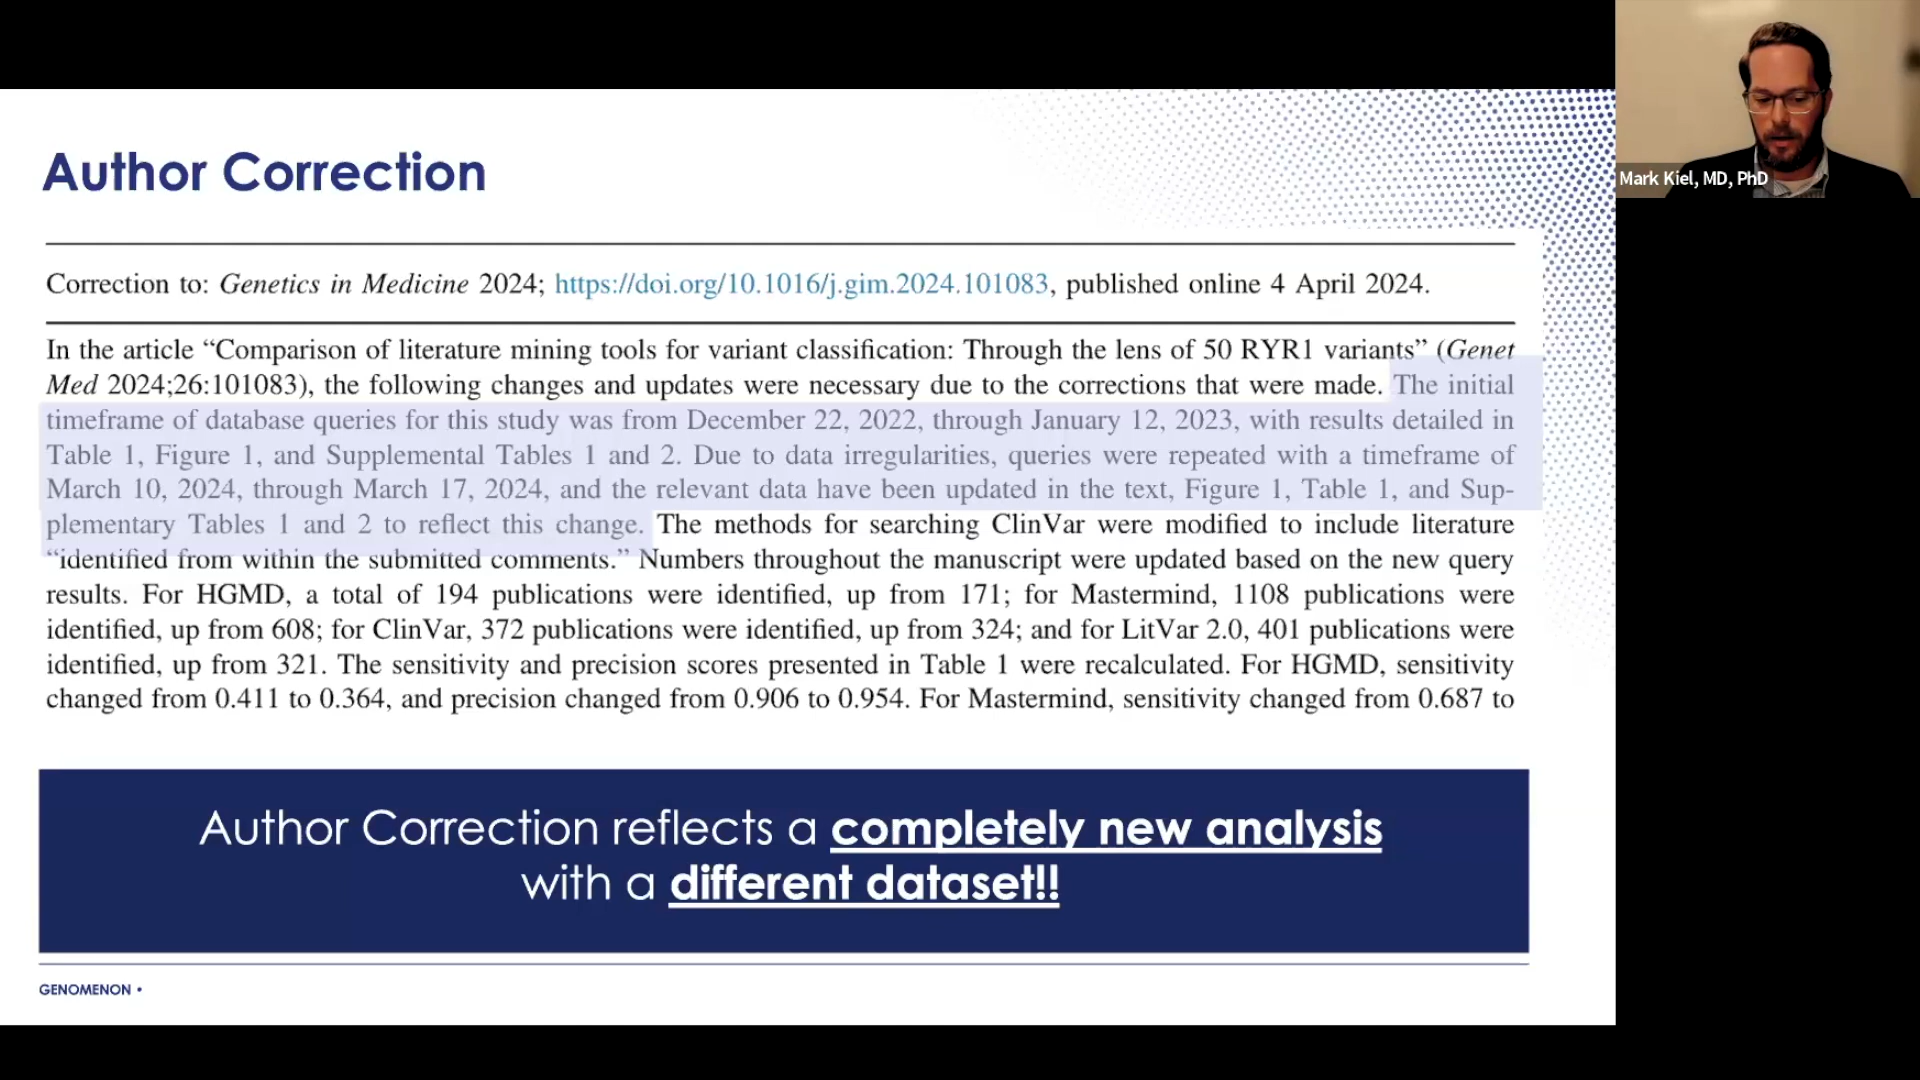 Author Correction
Correction to: Genetics in Medicine 2024; https://doi.org/10.1016/j.gim.2024.101083, published online 4 April 2024.
In the article “Comparison of literature mining tools for variant classification: Through the lens of 50 RYR1 variants” (Genet
Med 2024;26:101083), the following changes and updates were necessary due to the corrections that were made. The initial
timeframe of database queries for this study was from December 22, 2022, through January 12, 2023, with results detailed in
Table 1, Figure 1, and Supplemental Tables 1 and 2. Due to data irregularities, queries were repeated with a timeframe of
March 10, 2024, through March 17, 2024, and the relevant data have been updated in the text, Figure 1, Table 1, and Sup-
plementary Tables 1 and 2 to reflect this change. The methods for searching ClinVar were modified to include literature
“identified from within the submitted comments.” Numbers throughout the manuscript were updated based on the new query
results. For HGMD, a total of 194 publications were identified, up from 171; for Mastermind, 1108 publications were
identified, up from 608; for ClinVar, 372 publications were identified, up from 324; and for LitVar 2.0, 401 publications were
identified, up from 321. The sensitivity and precision scores presented in Table 1 were recalculated. For HGMD, sensitivity
changed from 0.411 to 0.364, and precision changed from 0.906 to 0.954. For Mastermind, sensitivity changed from 0.687 to
Author Correction reflects a completely new analysis
with a different dataset!!
GENOMENON •
Mark Kiel, MD, PhD